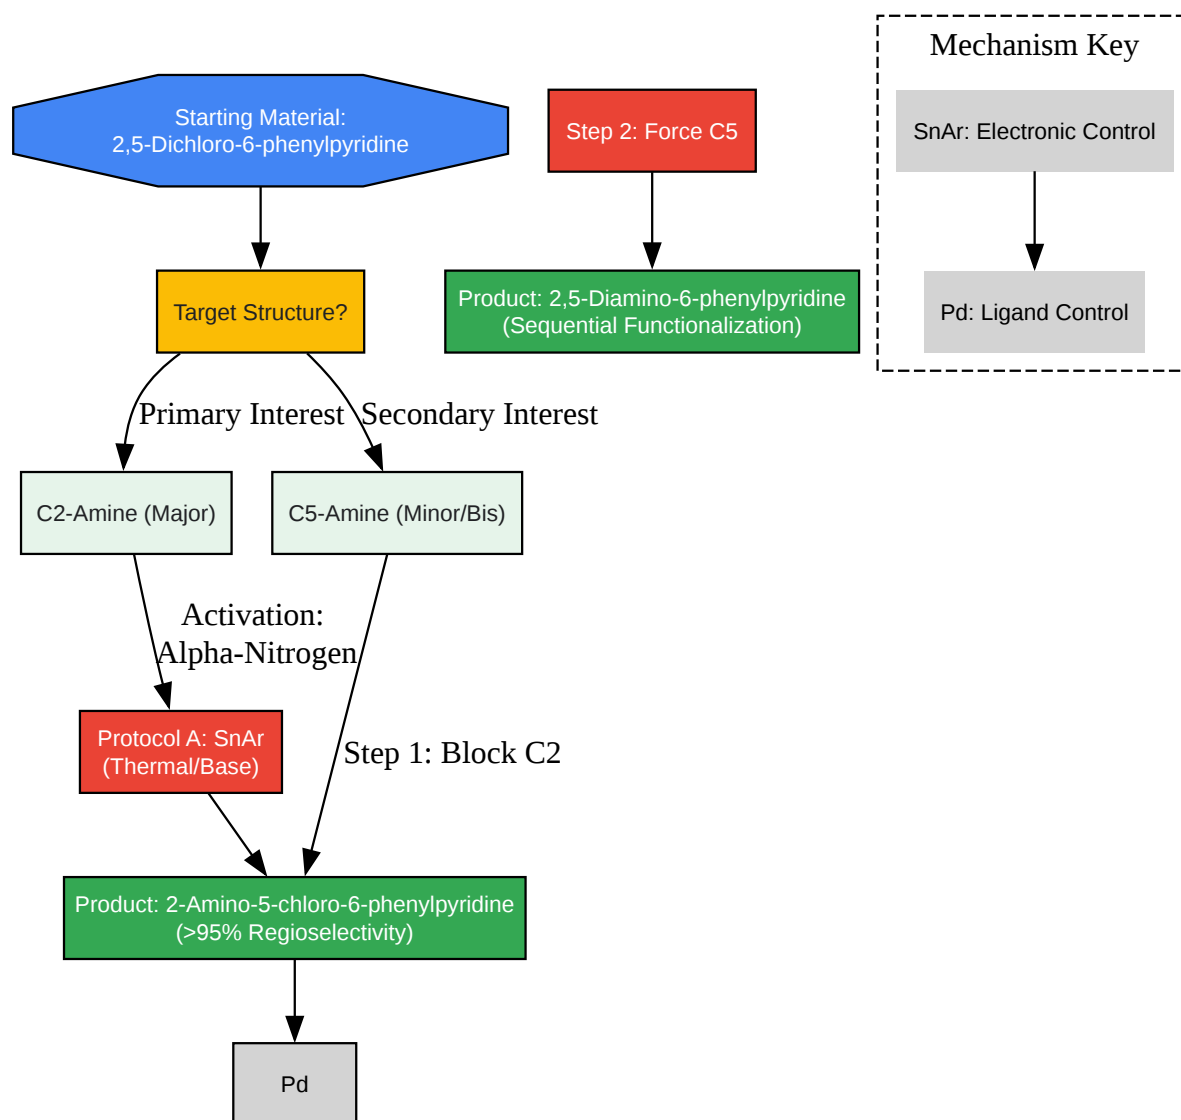 Mechanism Key
Starting Material:
2,5-Dichloro-6-phenylpyridine
Step 2: Force C5
SnAr: Electronic Control
Target Structure?
Product: 2,5-Diamino-6-phenylpyridine
(Sequential Functionalization)
Pd: Ligand Control
Primary Interest
Secondary Interest
C2-Amine (Major)
C5-Amine (Minor/Bis)
Activation:
Alpha-Nitrogen
Protocol A: SnAr
(Thermal/Base)
Step 1: Block C2
Product: 2-Amino-5-chloro-6-phenylpyridine
(>95% Regioselectivity)
Pd